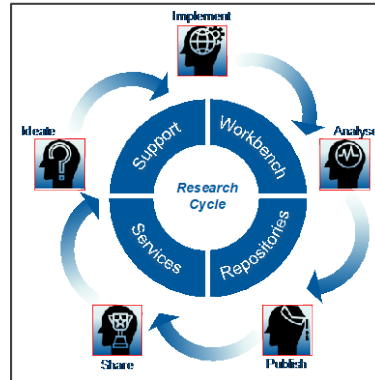 Implement
Ideate
Support
Workbench
Analyse
Research
Cycle
Services
Repositories
Share
Publish